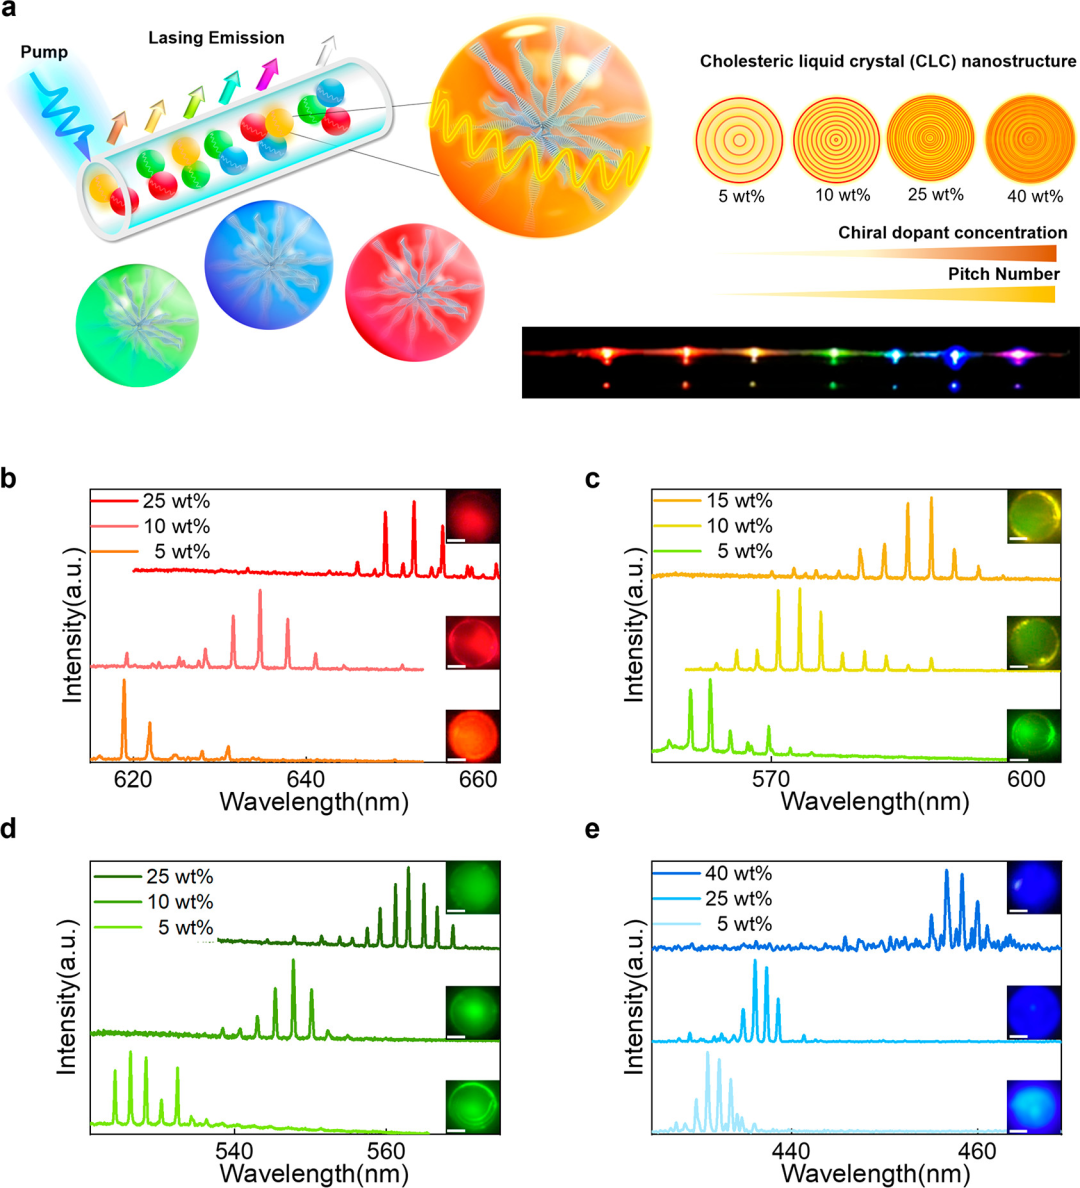 a
Pump
Lasing Emission
Cholesteric liquid crystal (CLC) nanostructure
5 wt%
10 wt%
25 wt%
40 wt%
Chiral dopant concentration
Pitch Number
b
25 wt%
10 wt%
5 wt%
Intensity(a.u.)
620
640
660
Wavelength(nm)
c
15 wt%
10 wt%
5 wt%
Intensity(a.u.)
570
600
Wavelength(nm)
d
25 wt%
10 wt%
5 wt%
Intensity(a.u.)
540
560
Wavelength(nm)
e
40 wt%
25 wt%
5 wt%
Intensity(a.u.)
440
460
Wavelength(nm)